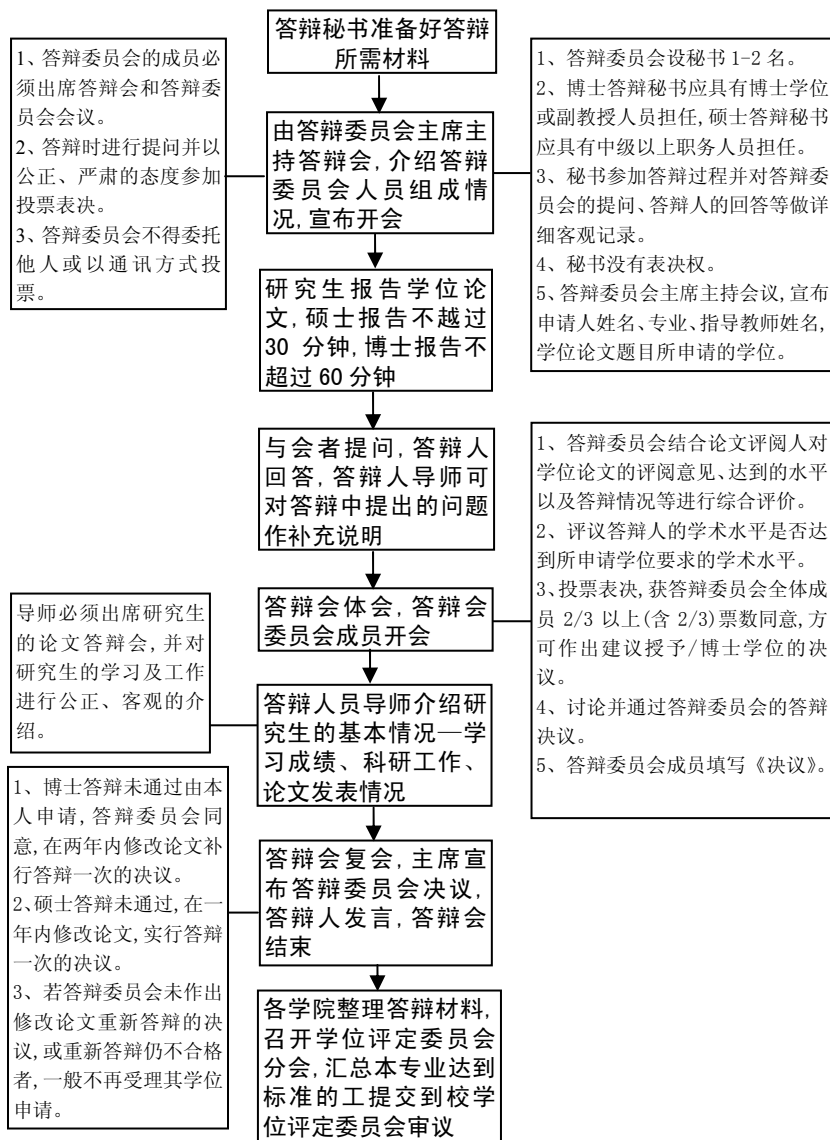 答辩秘书准备好答辩
所需材料
1、答辩委员会的成员必
须出席答辩会和答辩委
员会会议。
2、答辩时进行提问并以
公正、严肃的态度参加
投票表决。
3、答辩委员会不得委托
他人或以通讯方式投
票。
由答辩委员会主席主
持答辩会,介绍答辩
委员会人员组成情
况,宣布开会
1、答辩委员会设秘书 1-2 名。
2、博士答辩秘书应具有博士学位
或副教授人员担任,硕士答辩秘书
应具有中级以上职务人员担任。
3、秘书参加答辩过程并对答辩委
员会的提问、答辩人的回答等做详
细客观记录。
4、秘书没有表决权。
5、答辩委员会主席主持会议,宣布
申请人姓名、专业、指导教师姓名,
学位论文题目所申请的学位。
研究生报告学位论
文,硕士报告不越过
30 分钟,博士报告不
超过 60 分钟
与会者提问,答辩人
回答,答辩人导师可
对答辩中提出的问题
作补充说明
1、答辩委员会结合论文评阅人对
学位论文的评阅意见、达到的水平
以及答辩情况等进行综合评价。
2、评议答辩人的学术水平是否达
到所申请学位要求的学术水平。
3、投票表决,获答辩委员会全体成
员 2/3 以上(含 2/3)票数同意,方
可作出建议授予/博士学位的决
议。
4、讨论并通过答辩委员会的答辩
决议。
5、答辩委员会成员填写《决议》。
答辩会体会,答辩会
委员会成员开会
导师必须出席研究生
的论文答辩会,并对
研究生的学习及工作
进行公正、客观的介
绍。
答辩人员导师介绍研
究生的基本情况—学
习成绩、科研工作、
论文发表情况
1、博士答辩未通过由本
人申请,答辩委员会同
意,在两年内修改论文补
行答辩一次的决议。
2、硕士答辩未通过,在一
年内修改论文,实行答辩
一次的决议。
3、若答辩委员会未作出
修改论文重新答辩的决
议,或重新答辩仍不合格
者,一般不再受理其学位
申请。
答辩会复会,主席宣
布答辩委员会决议,
答辩人发言,答辩会
结束
各学院整理答辩材料,
召开学位评定委员会
分会,汇总本专业达到
标准的工提交到校学
位评定委员会审议